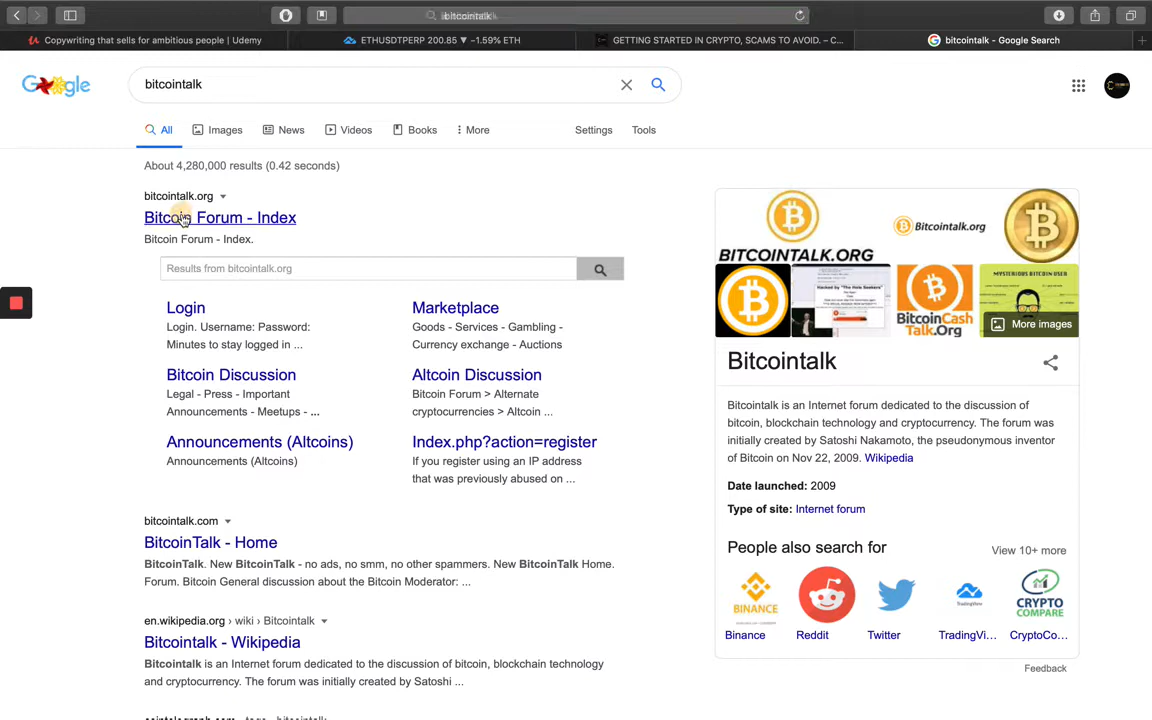 bitcointalk
Copywriting that sells for ambitious people | Udemy
ETHUSDTPERP 200.85 ▼ −1.59% ETH
GETTING STARTED IN CRYPTO, SCAMS TO AVOID. – C...
bitcointalk - Google Search
Google
bitcointalk
All
Images
News
Videos
Books
More
Settings
Tools
About 4,280,000 results (0.42 seconds)
bitcointalk.org
Bitcoin Forum - Index
Bitcoin Forum - Index.
Results from bitcointalk.org
Login
Login. Username: Password:
Minutes to stay logged in ...
Marketplace
Goods - Services - Gambling -
Currency exchange - Auctions
Bitcoin Discussion
Legal - Press - Important
Announcements - Meetups - ...
Altcoin Discussion
Bitcoin Forum > Alternate
cryptocurrencies > Altcoin ...
Announcements (Altcoins)
Announcements (Altcoins)
Index.php?action=register
If you register using an IP address
that was previously abused on ...
bitcointalk.com
BitcoinTalk - Home
BitcoinTalk. New BitcoinTalk - no ads, no smm, no other spammers. New BitcoinTalk Home.
Forum. Bitcoin General discussion about the Bitcoin Moderator: ...
en.wikipedia.org › wiki › Bitcointalk
Bitcointalk - Wikipedia
Bitcointalk is an Internet forum dedicated to the discussion of bitcoin, blockchain technology
and cryptocurrency. The forum was initially created by Satoshi ...
BITCOINTALK.ORG
Bitcointalk.org
BitcoinCash
Talk.Org
MYSTERIOUS BITCOIN USER
More images
Bitcointalk
Bitcointalk is an Internet forum dedicated to the discussion of
bitcoin, blockchain technology and cryptocurrency. The forum was
initially created by Satoshi Nakamoto, the pseudonymous inventor
of Bitcoin on Nov 22, 2009. Wikipedia
Date launched: 2009
Type of site: Internet forum
People also search for
View 10+ more
BINANCE
TradingView
CRYPTO
COMPARE
Binance
Reddit
Twitter
TradingVi...
CryptoCo...
Feedback